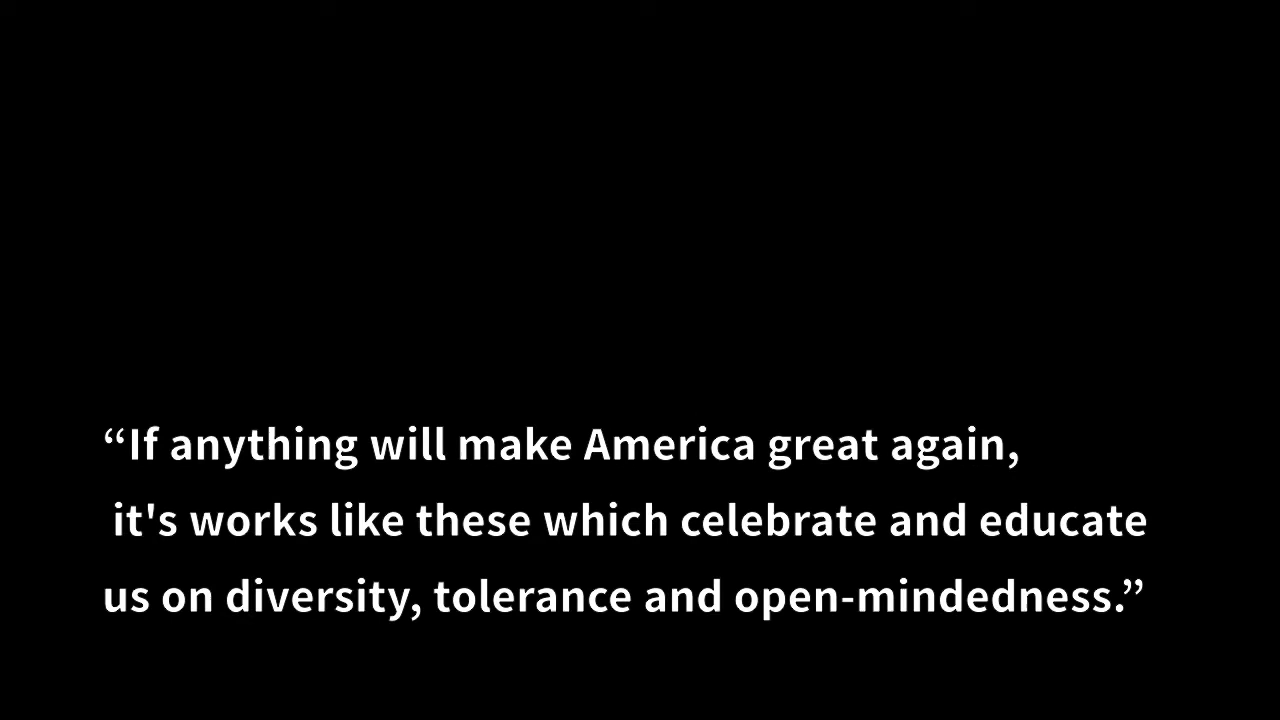 “If anything will make America great again,
it's works like these which celebrate and educate
us on diversity, tolerance and open-mindedness.”